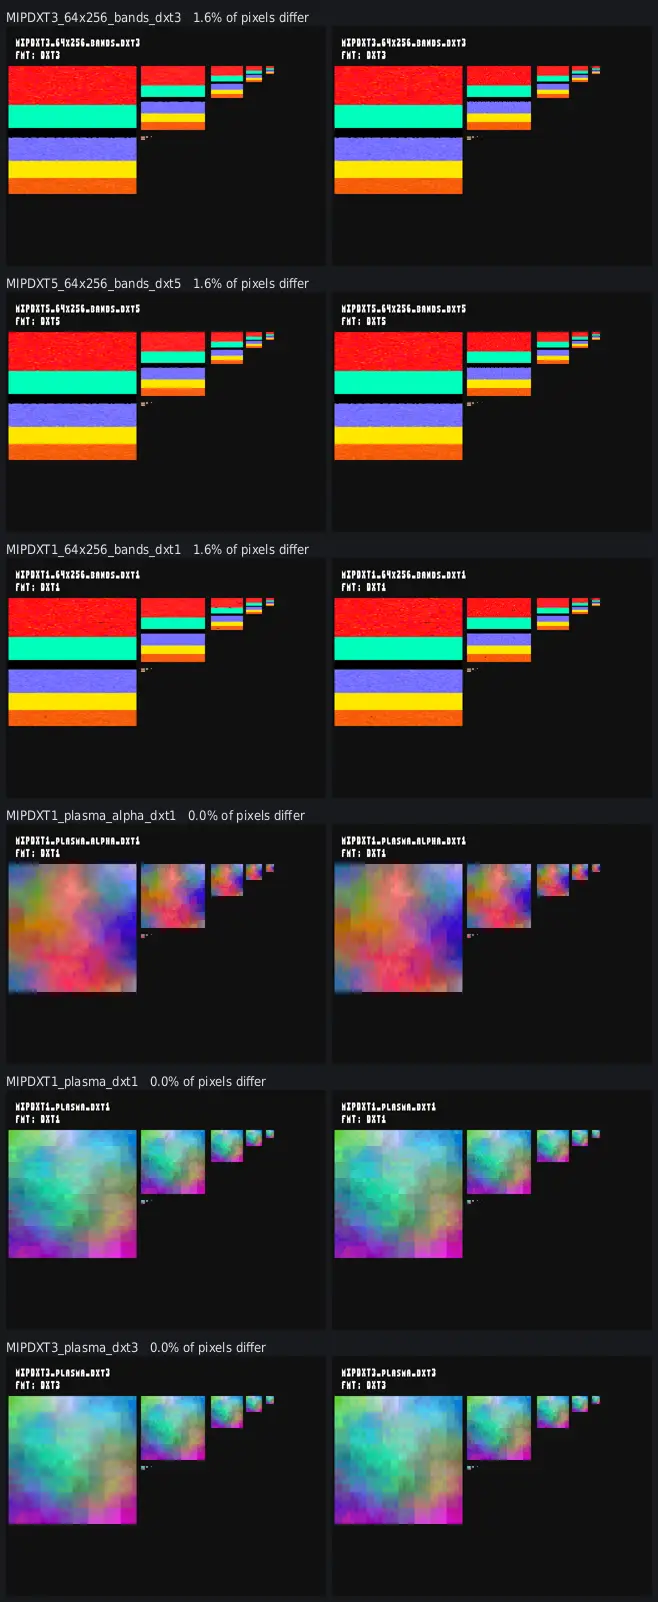 MIPDXT3_64x256_bands_dxt3   1.6% of pixels differ
MIPDXT3_64x256_BANDS_DXT3 MIPDXT3_64x256_BANDS_DXT3
FMT: DXT3 FMT: DXT3
MIPDXT5_64x256_bands_dxt5   1.6% of pixels differ
MIPDXT5_64x256_BANDS_DXT5 MIPDXT5_64x256_BANDS_DXT5
FMT: DXT5 FMT: DXT5
MIPDXT1_64x256_bands_dxt1   1.6% of pixels differ
MIPDXT1_64x256_BANDS_DXT1 MIPDXT1_64x256_BANDS_DXT1
FMT: DXT1 FMT: DXT1
MIPDXT1_plasma_alpha_dxt1   0.0% of pixels differ
MIPDXT1_PLASMA_ALPHA_DXT1 MIPDXT1_PLASMA_ALPHA_DXT1
FMT: DXT1 FMT: DXT1
MIPDXT1_plasma_dxt1   0.0% of pixels differ
MIPDXT1_PLASMA_DXT1 MIPDXT1_PLASMA_DXT1
FMT: DXT1 FMT: DXT1
MIPDXT3_plasma_dxt3   0.0% of pixels differ
MIPDXT3_PLASMA_DXT3 MIPDXT3_PLASMA_DXT3
FMT: DXT3 FMT: DXT3